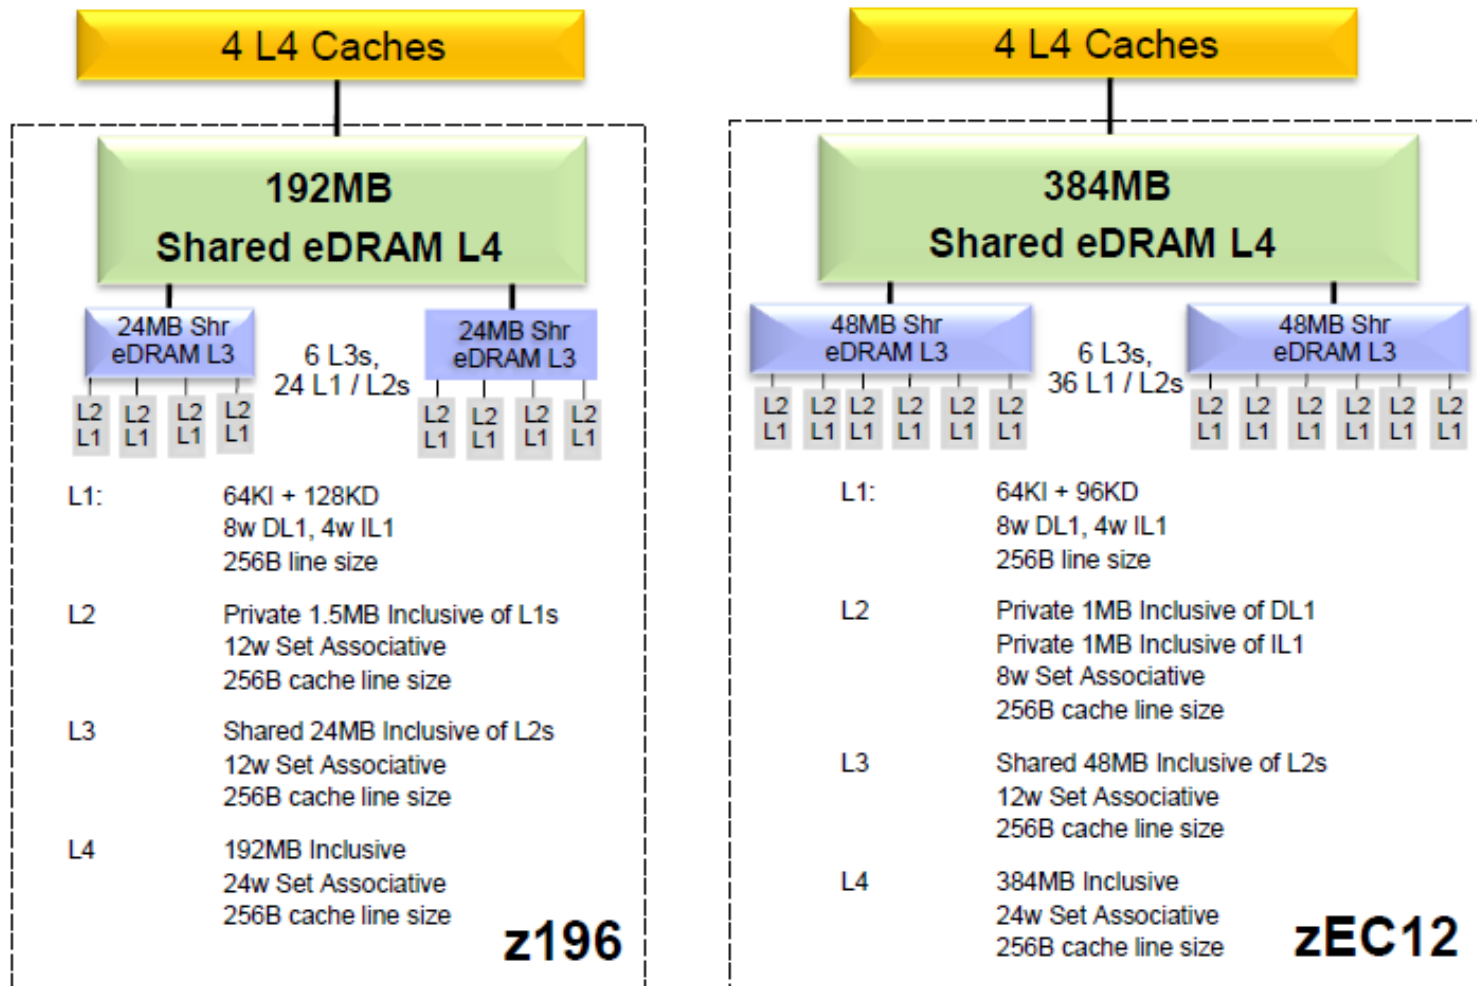 4 L4 Caches
192MB
Shared eDRAM L4
24MB Shr
eDRAM L3
6 L3s,
24 L1 / L2s
24MB Shr
eDRAM L3
L2 L2 L2 L2
L1 L1 L1 L1
L2 L2 L2 L2
L1 L1 L1 L1
L1: 64KI + 128KD
8w DL1, 4w IL1
256B line size
L2 Private 1.5MB Inclusive of L1s
12w Set Associative
256B cache line size
L3 Shared 24MB Inclusive of L2s
12w Set Associative
256B cache line size
L4 192MB Inclusive
24w Set Associative
256B cache line size
z196
4 L4 Caches
384MB
Shared eDRAM L4
48MB Shr
eDRAM L3
6 L3s,
36 L1 / L2s
48MB Shr
eDRAM L3
L2 L2 L2 L2 L2 L2
L1 L1 L1 L1 L1 L1
L2 L2 L2 L2 L2 L2
L1 L1 L1 L1 L1 L1
L1: 64KI + 96KD
8w DL1, 4w IL1
256B line size
L2 Private 1MB Inclusive of DL1
Private 1MB Inclusive of IL1
8w Set Associative
256B cache line size
L3 Shared 48MB Inclusive of L2s
12w Set Associative
256B cache line size
L4 384MB Inclusive
24w Set Associative
256B cache line size
zEC12